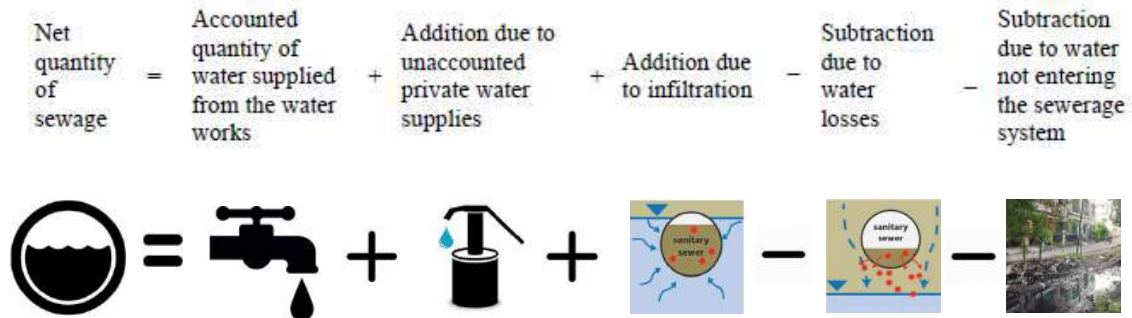 Net
quantity
of
sewage
=
Accounted
quantity of
water supplied
from the water
works
+
Addition due to
unaccounted
private water
supplies
+
Addition due
to infiltration
−
Subtraction
due to
water
losses
−
Subtraction
due to water
not entering
the sewerage
system
=
+
+
sanitary
sewer
−
sanitary
sewer
−